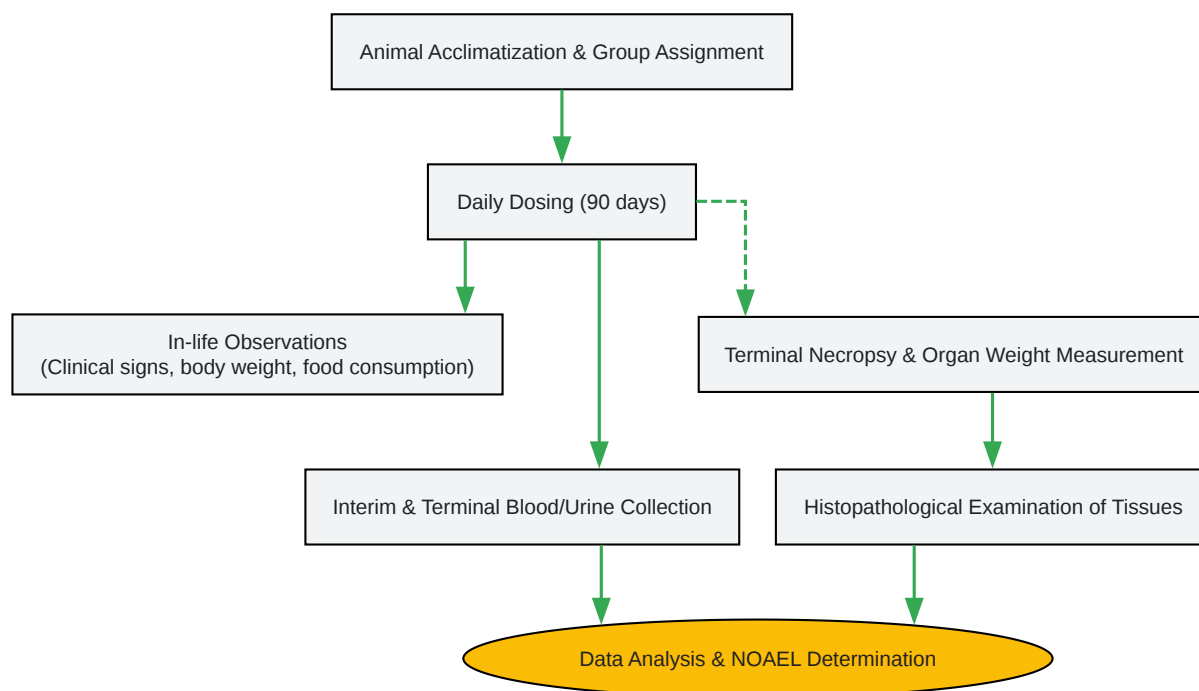 Animal Acclimatization & Group Assignment
Daily Dosing (90 days)
In-life Observations
(Clinical signs, body weight, food consumption)
Terminal Necropsy & Organ Weight Measurement
Interim & Terminal Blood/Urine Collection
Histopathological Examination of Tissues
Data Analysis & NOAEL Determination